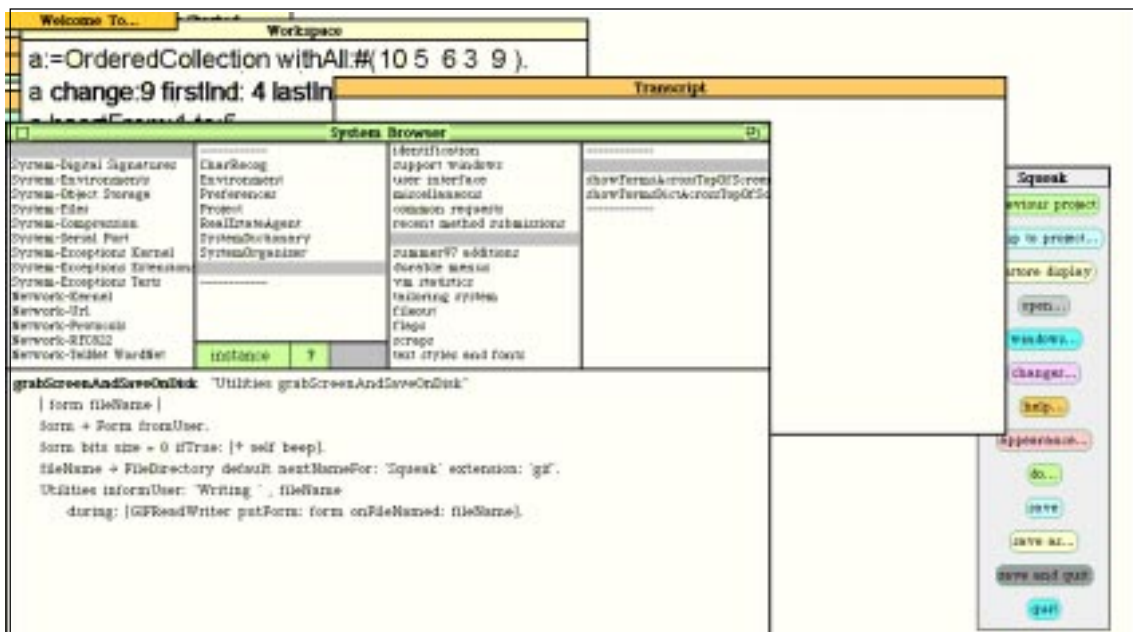 Welcome To...
Workspace
a:=OrderedCollection withAll:#( 10 5 6 3 9 ).
a change:9 firstInd: 4 lastIn
Transcript
System Browser
System-Digital Signatures
System-Environments
System-Object Storage
System-Files
System-Compression
System-Serial Port
System-Exceptions Kernel
System-Exceptions Extensions
System-Exceptions Tests
Network-Kernel
Network-Url
Network-Protocols
Network-RFC822
Network-TelNet WordNet
------------
CharRecog
Environment
Preferences
Project
RealEstateAgent
SystemDictionary
SystemOrganizer
------------
instance
?
identification
support windows
user interface
miscellaneous
common requests
recent method submissions
summer97 additions
durable menus
vm statistics
tailoring system
fileout
flags
scraps
text styles and fonts
------------
showTermsAcrossTopOfScreen
showTermsDictAcrossTopOfSc
------------
grabScreenAndSaveOnDisk "Utilities grabScreenAndSaveOnDisk"
| form fileName |
form ← Form fromUser.
form bits size = 0 ifTrue: [↑ self beep].
fileName ← FileDirectory default nextNameFor: 'Squeak' extension: 'gif'.
Utilities informUser: 'Writing ' , fileName
during: [GIFReadWriter putForm: form onFileNamed: fileName].
Squeak
evious project
project...
store display
open...
windows...
changes...
help...
appearance...
do...
save
save as...
save and quit
quit